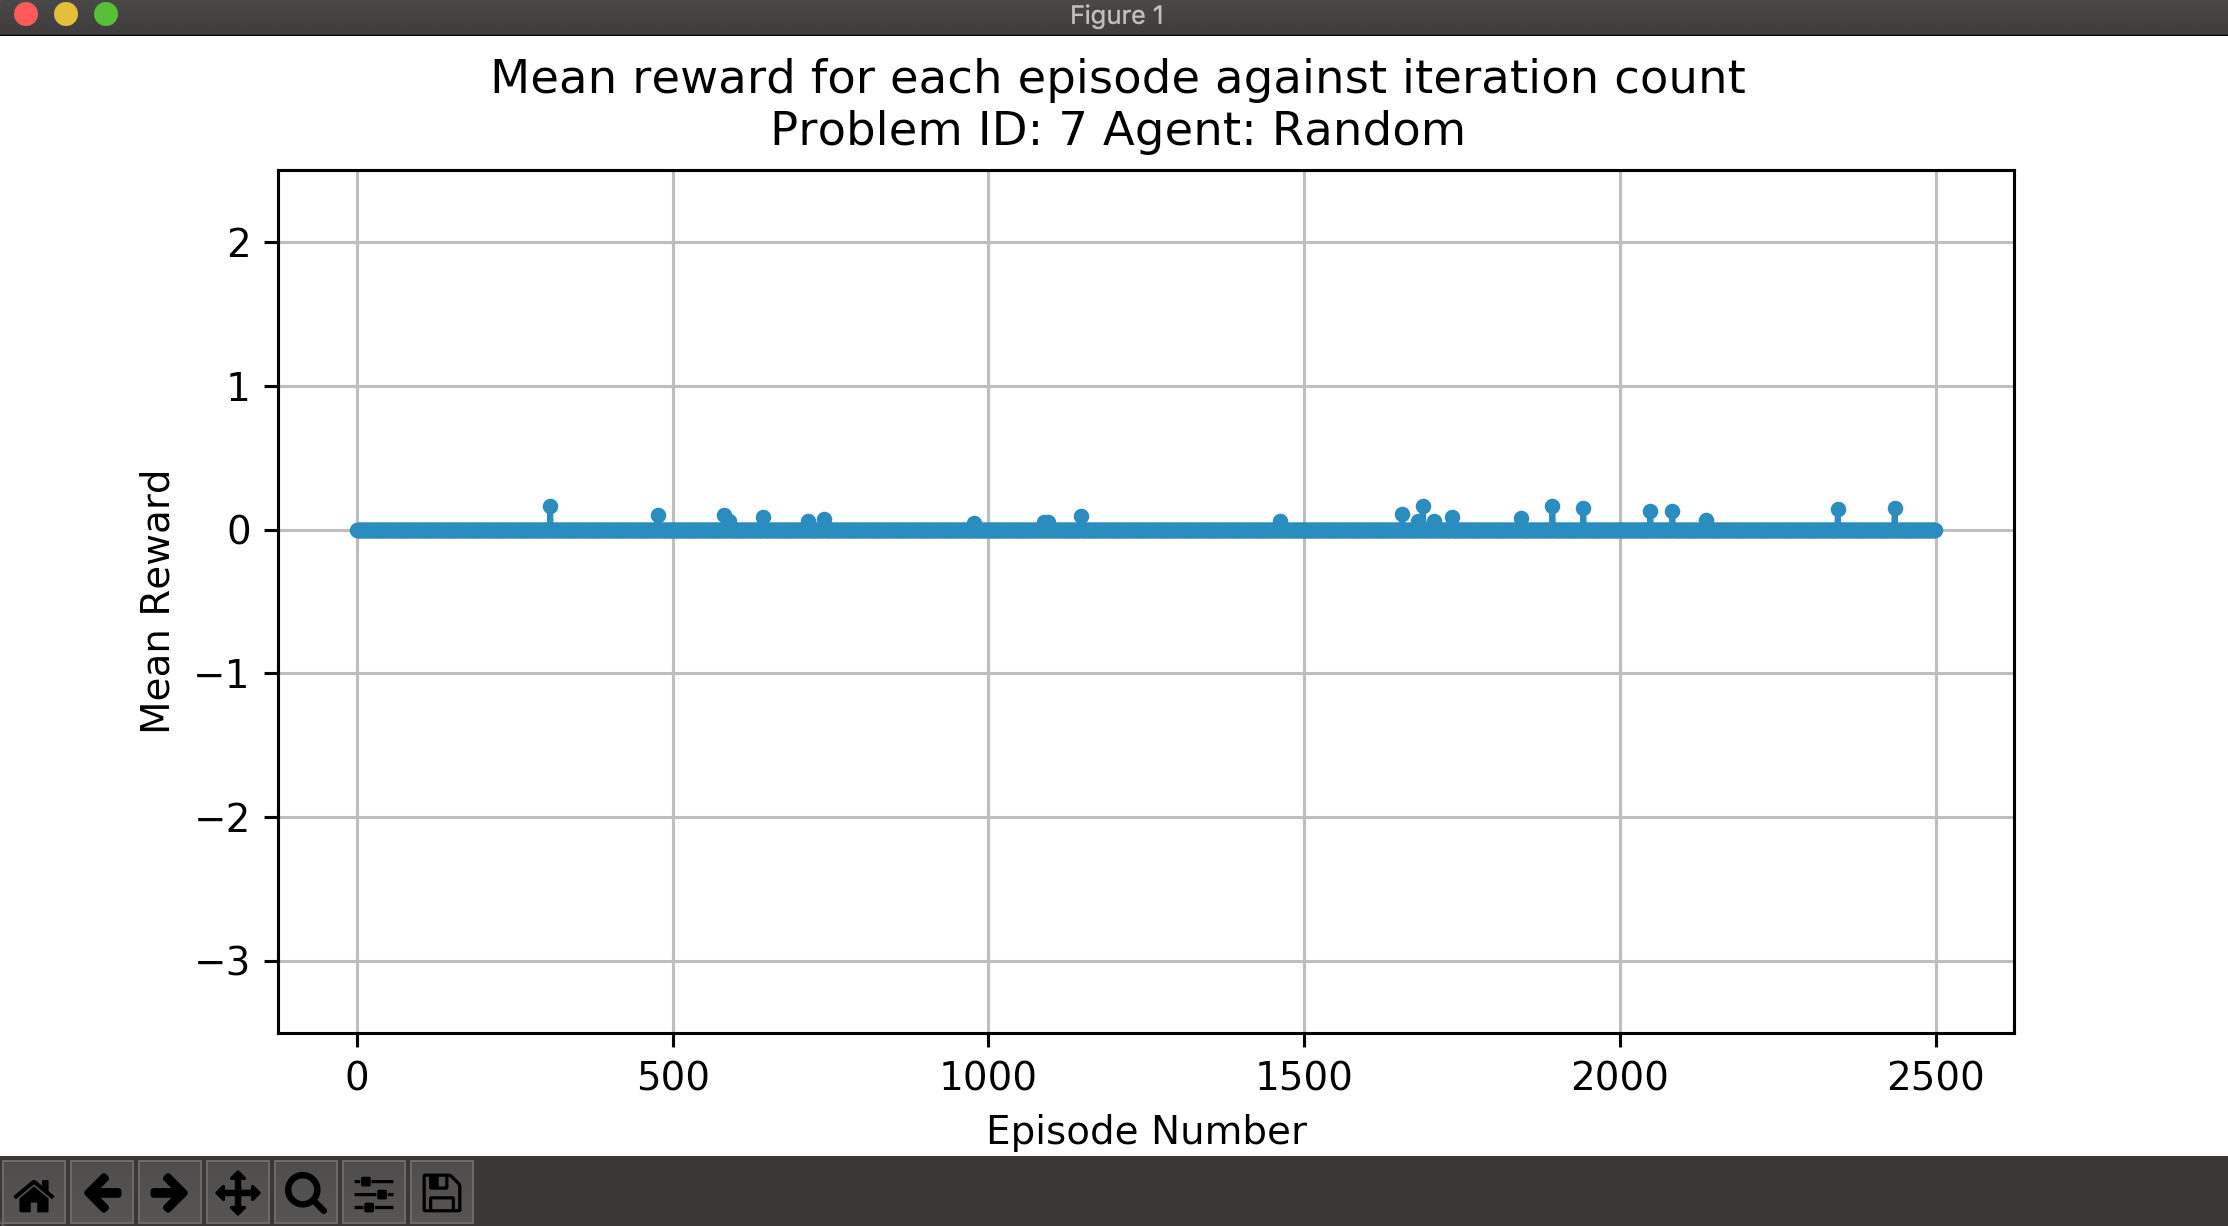 Figure 1
Mean reward for each episode against iteration count
Problem ID: 7 Agent: Random
Mean Reward
2
1
0
−1
−2
−3
0 500 1000 1500 2000 2500
Episode Number